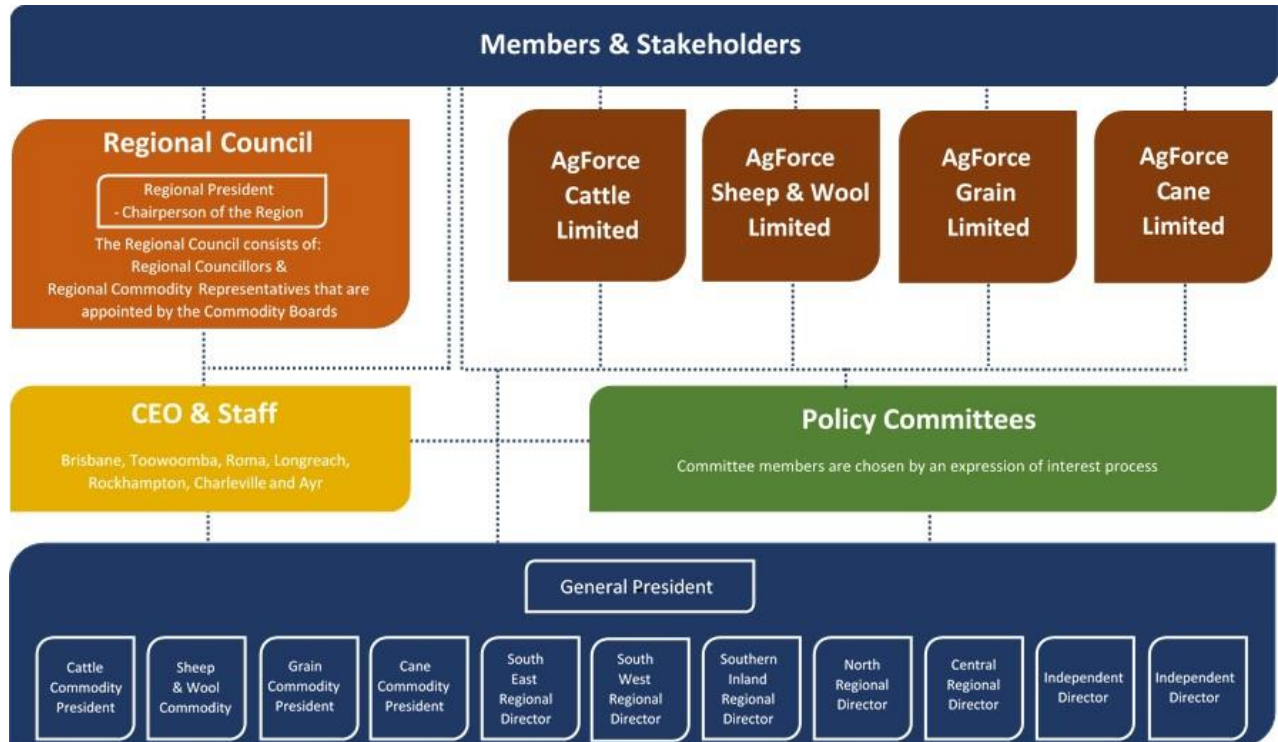 Members & Stakeholders
Regional Council
Regional President
- Chairperson of the Region
The Regional Council consists of:
Regional Councillors &
Regional Commodity Representatives that are
appointed by the Commodity Boards
AgForce
Cattle
Limited
AgForce
Sheep & Wool
Limited
AgForce
Grain
Limited
AgForce
Cane
Limited
CEO & Staff
Brisbane, Toowoomba, Roma, Longreach,
Rockhampton, Charleville and Ayr
Policy Committees
Committee members are chosen by an expression of interest process
General President
Cattle
Commodity
President
Sheep
& Wool
Commodity
Grain
Commodity
President
Cane
Commodity
President
South
East
Regional
Director
South
West
Regional
Director
Southern
Inland
Regional
Director
North
Regional
Director
Central
Regional
Director
Independent
Director
Independent
Director